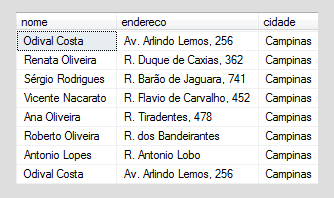 nome endereco cidade
Odival Costa Av. Arlindo Lemos, 256 Campinas
Renata Oliveira R. Duque de Caxias, 362 Campinas
Sérgio Rodrigues R. Barão de Jaguara, 741 Campinas
Vicente Nacarato R. Flavio de Carvalho, 452 Campinas
Ana Oliveira R. Tiradentes, 478 Campinas
Roberto Oliveira R. dos Bandeirantes Campinas
Antonio Lopes R. Antonio Lobo Campinas
Odival Costa Av. Arlindo Lemos, 256 Campinas